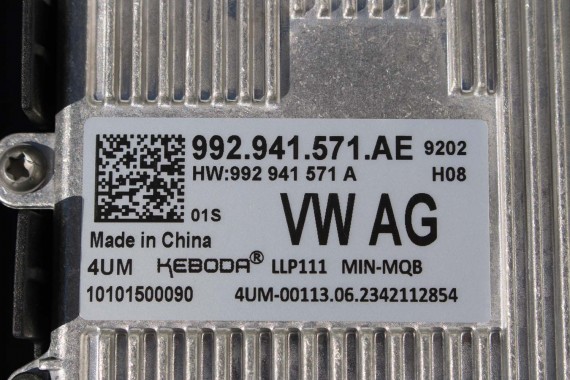 992.941.571.AE 9202
HW:992 941 571 A H08
01S VW AG
Made in China
4UM KEBODA® LLP111 MIN-MQB
10101500090 4UM-00113.06.2342112854